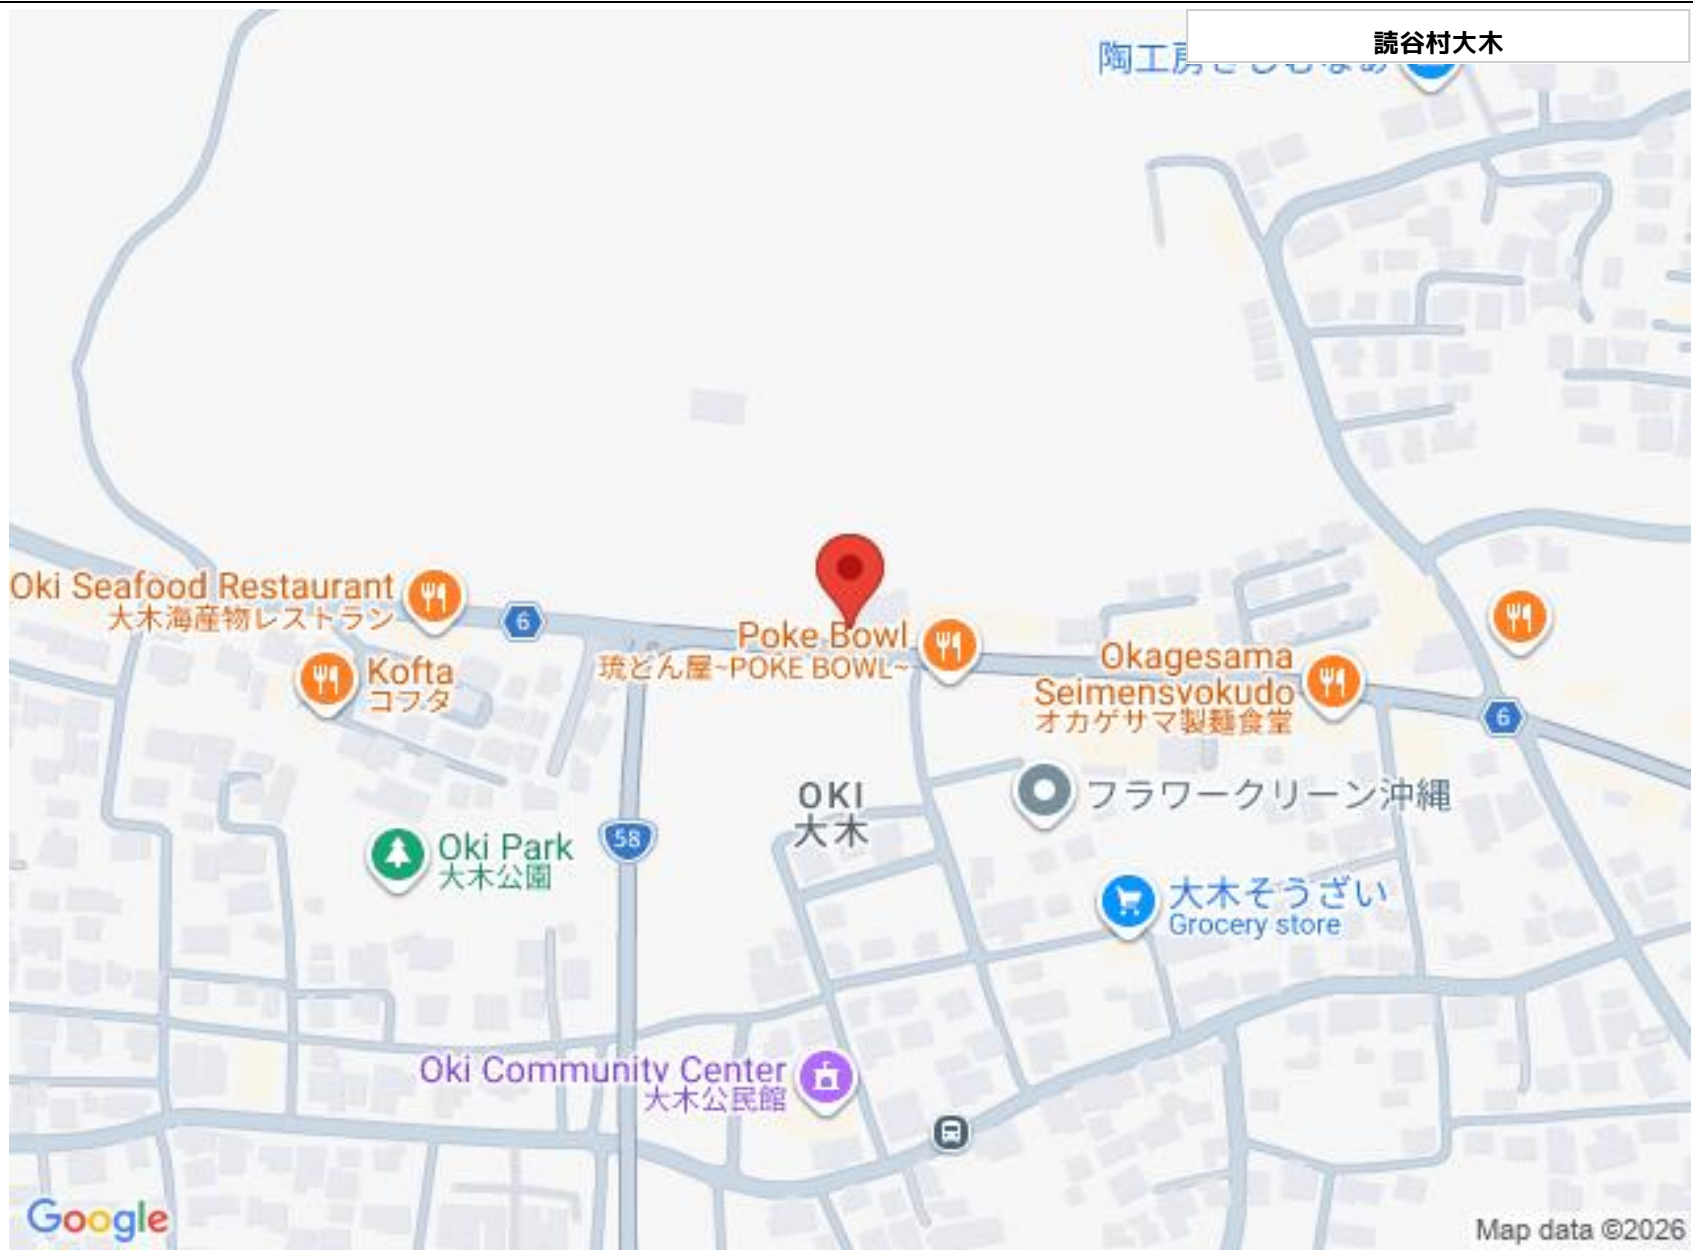 読谷村大木
陶工房
Oki Seafood Restaurant
大木海産物レストラン
6
Kofta
コフタ
Poke Bowl
琉どん屋~POKE BOWL~
Okagesama
Seimensyokudo
オカゲサマ製麺食堂
6
OKI
大木
フラワークリーン沖縄
58
Oki Park
大木公園
大木そうざい
Grocery store
Oki Community Center
大木公民館
Google
Map data ©2026